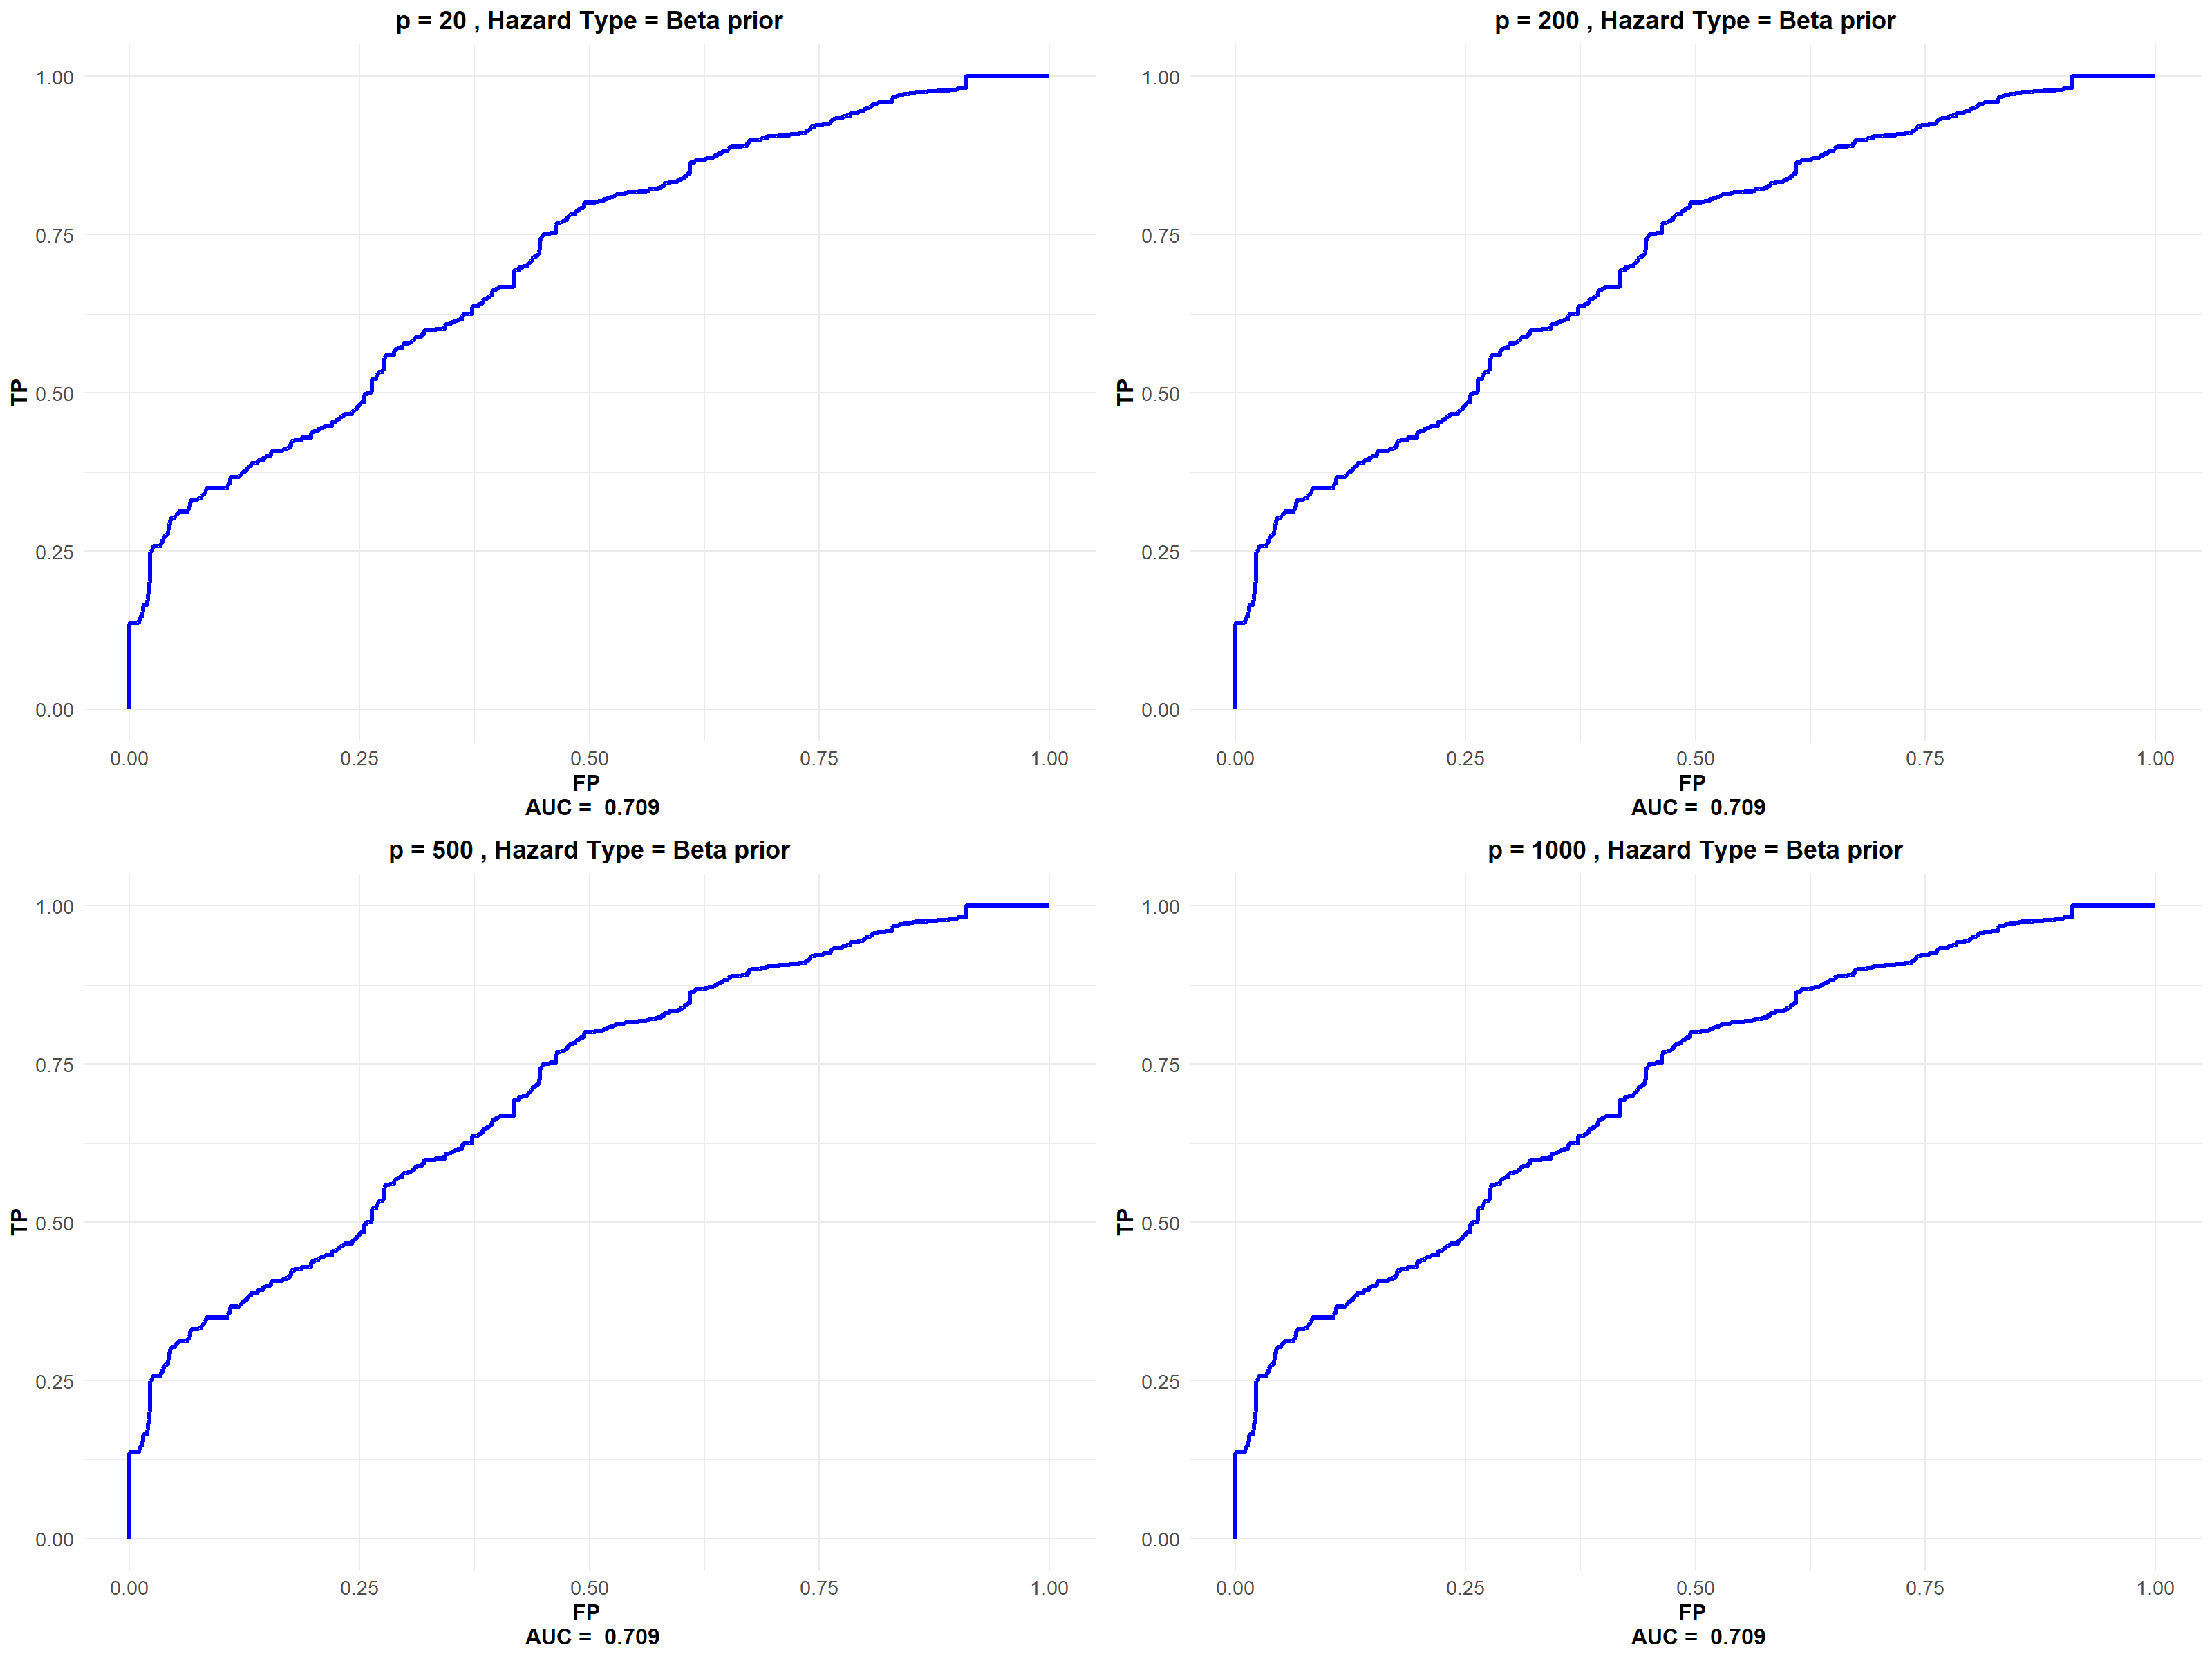 p = 20 , Hazard Type = Beta prior
1.00
0.75
0.50
0.25
0.00
TP
0.00 0.25 0.50 0.75 1.00
FP
AUC =  0.709
p = 200 , Hazard Type = Beta prior
1.00
0.75
0.50
0.25
0.00
TP
0.00 0.25 0.50 0.75 1.00
FP
AUC =  0.709
p = 500 , Hazard Type = Beta prior
1.00
0.75
0.50
0.25
0.00
TP
0.00 0.25 0.50 0.75 1.00
FP
AUC =  0.709
p = 1000 , Hazard Type = Beta prior
1.00
0.75
0.50
0.25
0.00
TP
0.00 0.25 0.50 0.75 1.00
FP
AUC =  0.709